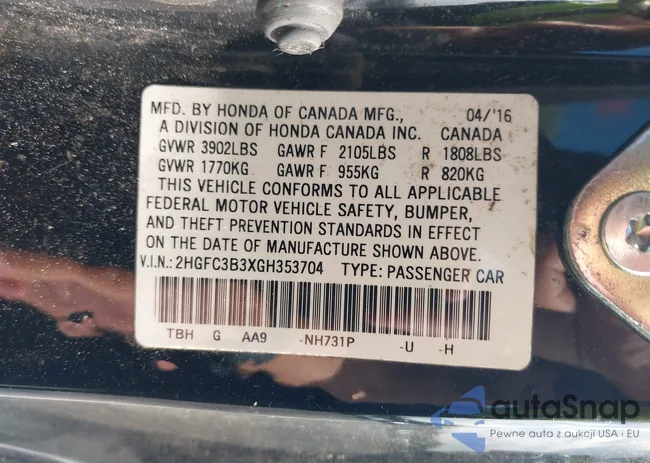 MFD. BY HONDA OF CANADA MFG., 04/'16
A DIVISION OF HONDA CANADA INC. CANADA
GVWR 3902LBS GAWR F 2105LBS R 1808LBS
GVWR 1770KG GAWR F 955KG R 820KG
THIS VEHICLE CONFORMS TO ALL APPLICABLE
FEDERAL MOTOR VEHICLE SAFETY, BUMPER,
AND THEFT PREVENTION STANDARDS IN EFFECT
ON THE DATE OF MANUFACTURE SHOWN ABOVE.
V.I.N.: 2HGFC3B3XGH353704 TYPE: PASSENGER CAR
TBH G AA9 -NH731P -U -H
autaSnap
Pewne auta z aukcji USA i EU